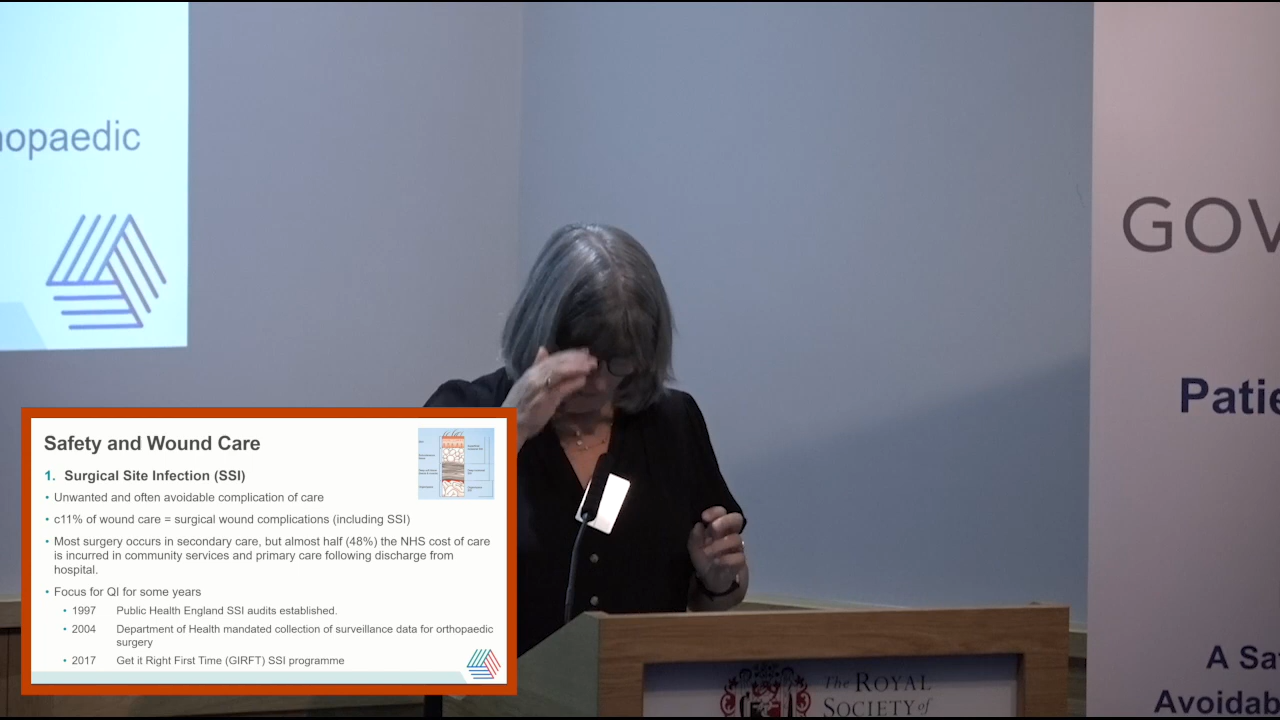 opaedic
GOV
Patie
Safety and Wound Care
1. Surgical Site Infection (SSI)
• Unwanted and often avoidable complication of care
• c11% of wound care = surgical wound complications (including SSI)
• Most surgery occurs in secondary care, but almost half (48%) the NHS cost of care
is incurred in community services and primary care following discharge from
hospital.
• Focus for QI for some years
• 1997 Public Health England SSI audits established.
• 2004 Department of Health mandated collection of surveillance data for orthopaedic
surgery
• 2017 Get it Right First Time (GIRFT) SSI programme
The ROYAL
SOCIETY of
A Sa
Avoidab